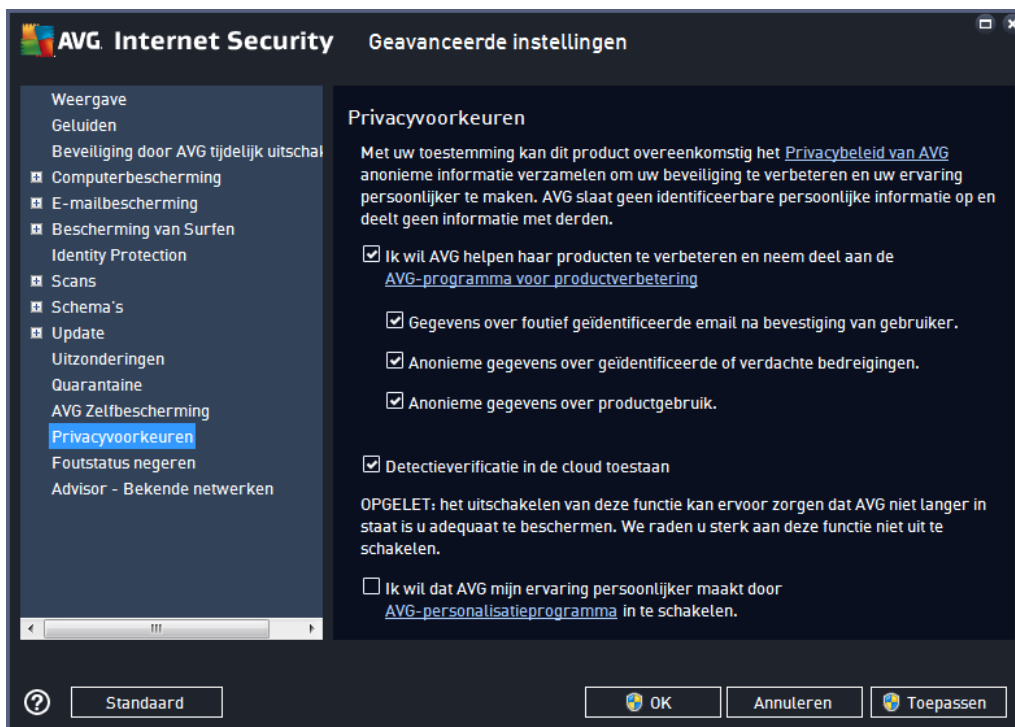 AVG. Internet Security
Geavanceerde instellingen
Weergave
Geluiden
Beveiliging door AVG tijdelijk uitschal
Computerbescherming
E-mailbescherming
Bescherming van Surfen
Identity Protection
Scans
Schema's
Update
Uitzonderingen
Quarantaine
AVG Zelfbescherming
Privacyvoorkeuren
Foutstatus negeren
Advisor - Bekende netwerken
Privacyvoorkeuren
Met uw toestemming kan dit product overeenkomstig het Privacybeleid van AVG
anonieme informatie verzamelen om uw beveiliging te verbeteren en uw ervaring
persoonlijker te maken. AVG slaat geen identificeerbare persoonlijke informatie op en
deelt geen informatie met derden.
Ik wil AVG helpen haar producten te verbeteren en neem deel aan de
AVG-programma voor productverbetering
Gegevens over foutief geïdentificeerde email na bevestiging van gebruiker.
Anonieme gegevens over geïdentificeerde of verdachte bedreigingen.
Anonieme gegevens over productgebruik.
Detectieverificatie in de cloud toestaan
OPGELET: het uitschakelen van deze functie kan ervoor zorgen dat AVG niet langer in
staat is u adequaat te beschermen. We raden u sterk aan deze functie niet uit te
schakelen.
Ik wil dat AVG mijn ervaring persoonlijker maakt door
AVG-personalisatieprogramma in te schakelen.
Standaard
OK
Annuleren
Toepassen